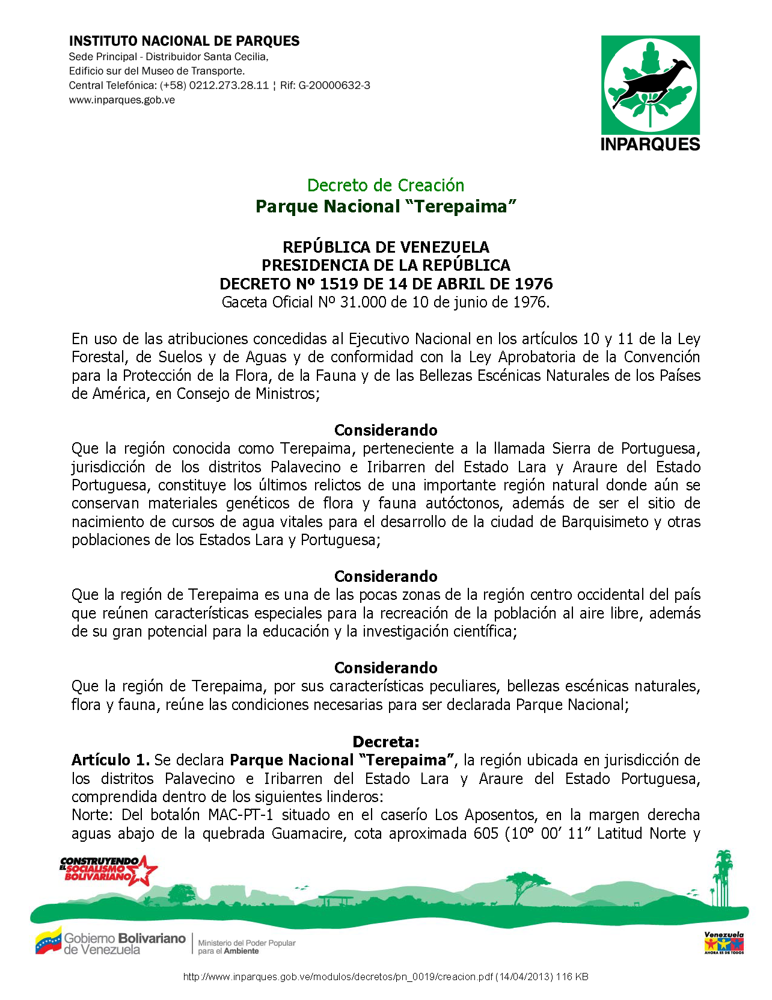 INSTITUTO NACIONAL DE PARQUES
Sede Principal - Distribuidor Santa Cecilia,
Edificio sur del Museo de Transporte.
Central Telefónica: (+58) 0212.273.28.11 ¦ Rif: G-20000632-3
www.inparques.gob.ve
INPARQUES
Decreto de Creación
Parque Nacional “Terepaima”
REPÚBLICA DE VENEZUELA
PRESIDENCIA DE LA REPÚBLICA
DECRETO Nº 1519 DE 14 DE ABRIL DE 1976
Gaceta Oficial Nº 31.000 de 10 de junio de 1976.
En uso de las atribuciones concedidas al Ejecutivo Nacional en los artículos 10 y 11 de la Ley
Forestal, de Suelos y de Aguas y de conformidad con la Ley Aprobatoria de la Convención
para la Protección de la Flora, de la Fauna y de las Bellezas Escénicas Naturales de los Países
de América, en Consejo de Ministros;
Considerando
Que la región conocida como Terepaima, perteneciente a la llamada Sierra de Portuguesa,
jurisdicción de los distritos Palavecino e Iribarren del Estado Lara y Araure del Estado
Portuguesa, constituye los últimos relictos de una importante región natural donde aún se
conservan materiales genéticos de flora y fauna autóctonos, además de ser el sitio de
nacimiento de cursos de agua vitales para el desarrollo de la ciudad de Barquisimeto y otras
poblaciones de los Estados Lara y Portuguesa;
Considerando
Que la región de Terepaima es una de las pocas zonas de la región centro occidental del país
que reúnen características especiales para la recreación de la población al aire libre, además
de su gran potencial para la educación y la investigación científica;
Considerando
Que la región de Terepaima, por sus características peculiares, bellezas escénicas naturales,
flora y fauna, reúne las condiciones necesarias para ser declarada Parque Nacional;
Decreta:
Artículo 1. Se declara Parque Nacional “Terepaima”, la región ubicada en jurisdicción de
los distritos Palavecino e Iribarren del Estado Lara y Araure del Estado Portuguesa,
comprendida dentro de los siguientes linderos:
Norte: Del botalón MAC-PT-1 situado en el caserío Los Aposentos, en la margen derecha
aguas abajo de la quebrada Guamacire, cota aproximada 605 (10° 00’ 11” Latitud Norte y
CONSTRUYENDO
EL SOCIALISMO
BOLIVARIANO
Gobierno Bolivariano
de Venezuela
Ministerio del Poder Popular
para el Ambiente
Venezuela
AHORA ES DE TODOS
http://www.inparques.gob.ve/modulos/decretos/pn_0019/creacion.pdf (14/04/2013) 116 KB